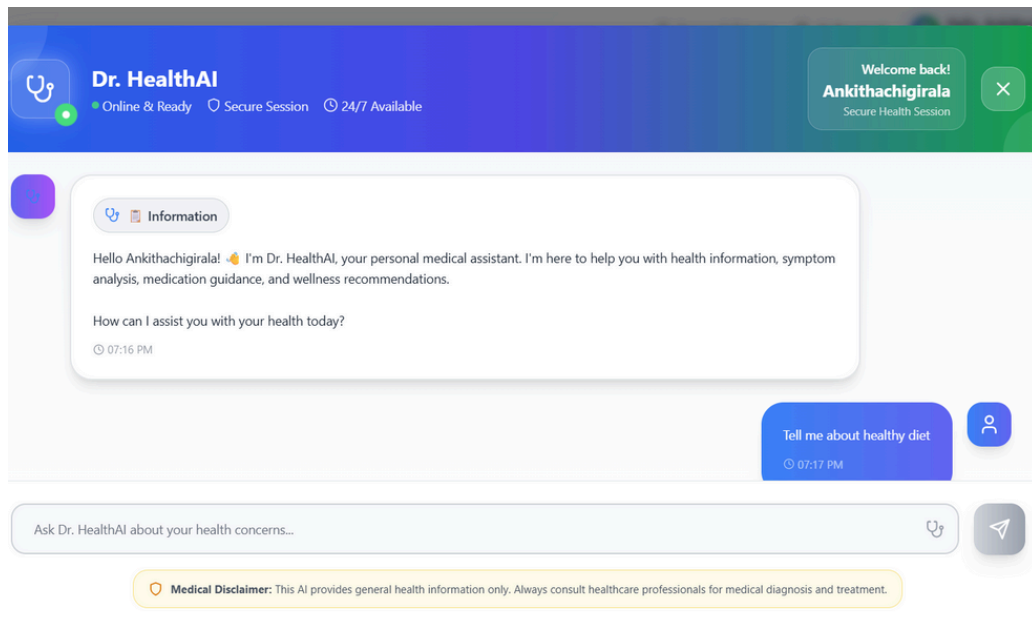 Dr. HealthAI
Online & Ready Secure Session 24/7 Available
Welcome back!
Ankithachigirala
Secure Health Session
Information
Hello Ankithachigirala! 👋 I'm Dr. HealthAI, your personal medical assistant. I'm here to help you with health information, symptom
analysis, medication guidance, and wellness recommendations.
How can I assist you with your health today?
07:16 PM
Tell me about healthy diet
07:17 PM
Ask Dr. HealthAI about your health concerns...
Medical Disclaimer: This AI provides general health information only. Always consult healthcare professionals for medical diagnosis and treatment.